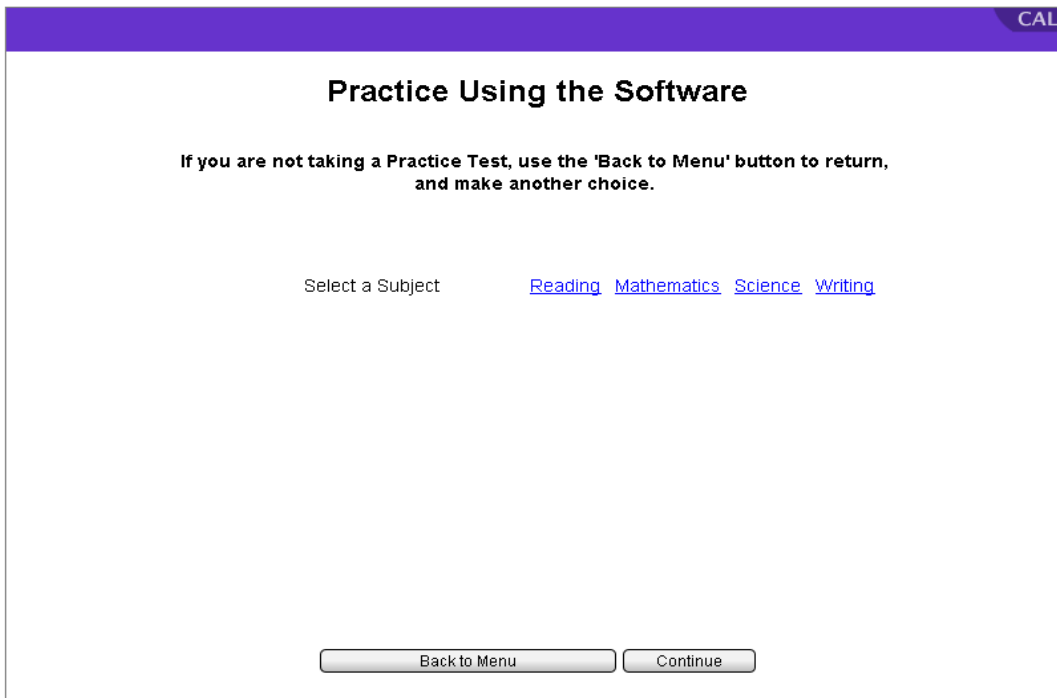 CAL
Practice Using the Software
If you are not taking a Practice Test, use the 'Back to Menu' button to return,
and make another choice.
Select a Subject Reading Mathematics Science Writing
Back to Menu Continue